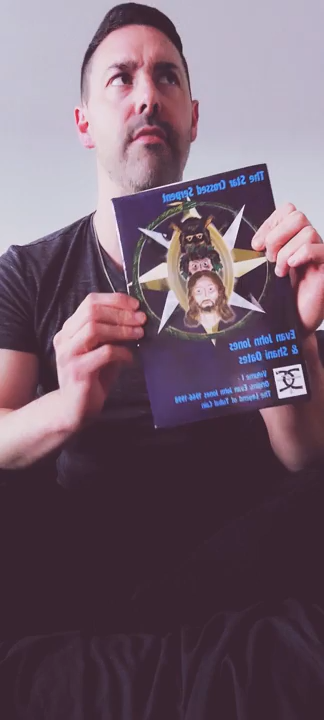 The Star Crossed Serpent
Evan John Jones
& Shani Oates
Volume I
Origins: Evan John Jones 1966-1998
The Legend of Tubal Cain